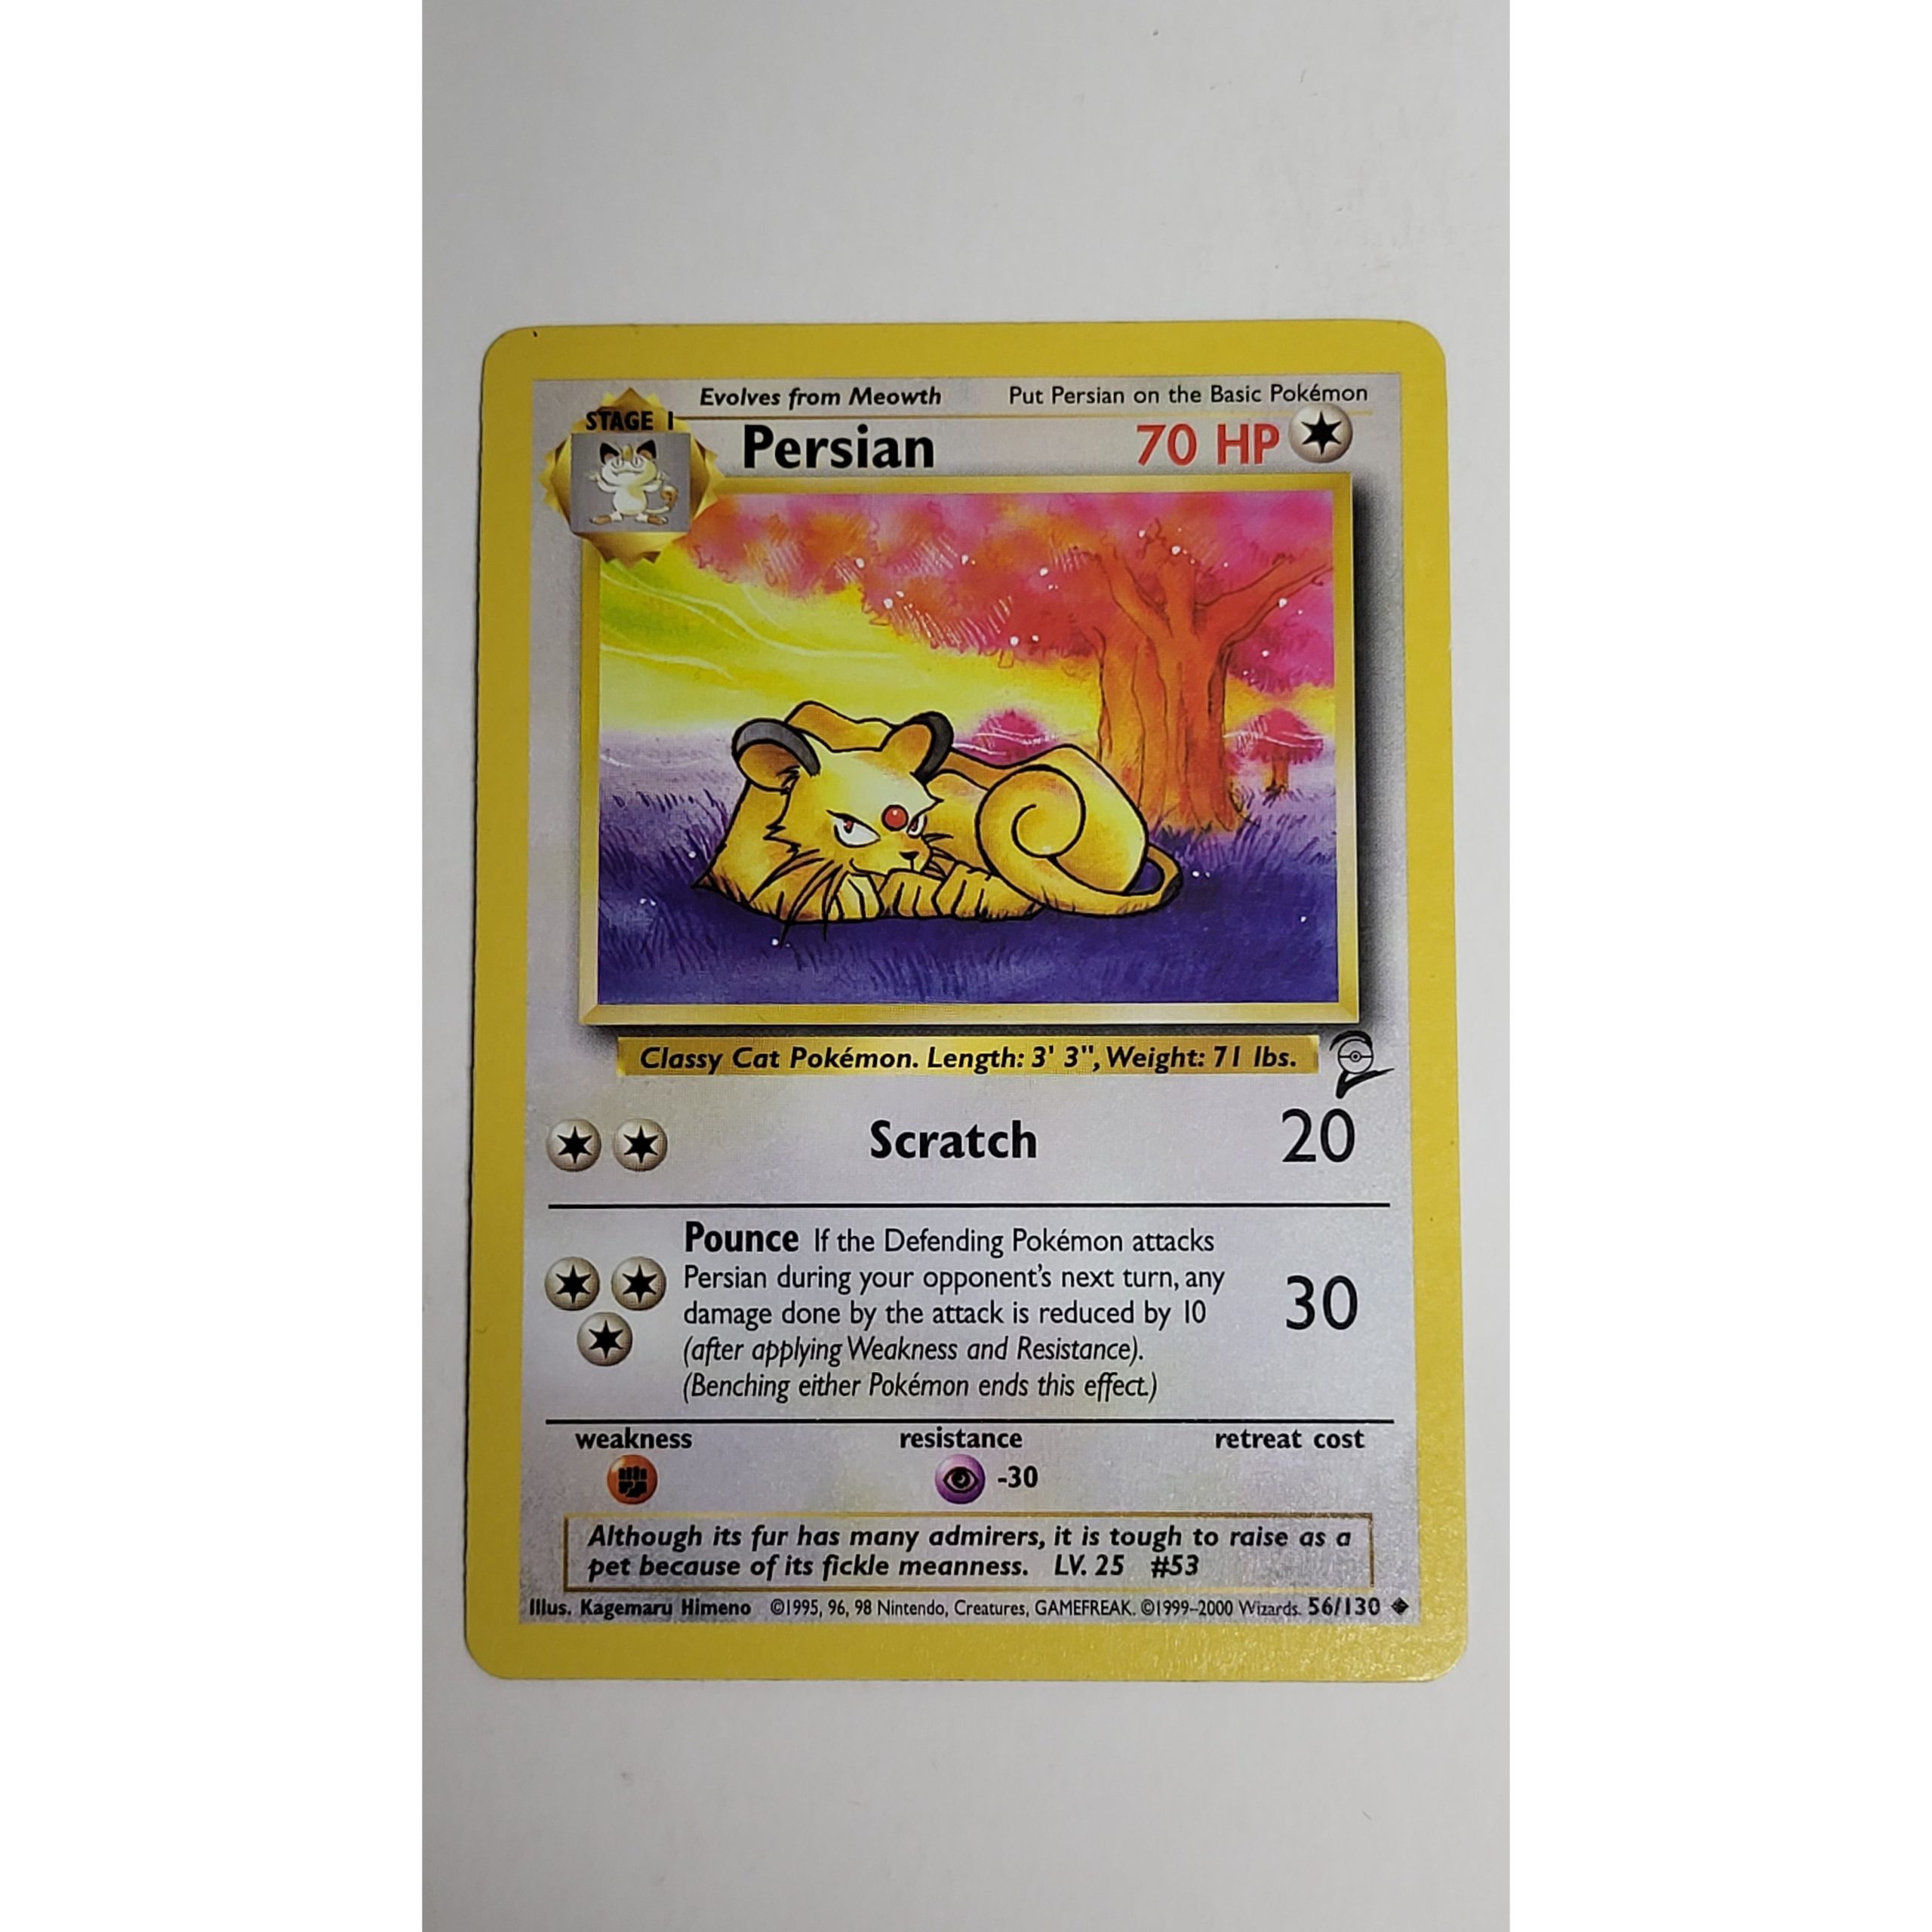 Evolves from Meowth Put Persian on the Basic Pokémon
STAGE 1
Persian 70 HP
Classy Cat Pokémon. Length: 3' 3", Weight: 71 lbs.
Scratch 20
Pounce If the Defending Pokémon attacks
Persian during your opponent's next turn, any
damage done by the attack is reduced by 10 30
(after applying Weakness and Resistance).
(Benching either Pokémon ends this effect.)
weakness resistance retreat cost
-30
Although its fur has many admirers, it is tough to raise as a
pet because of its fickle meanness. LV. 25 #53
Illus. Kagemaru Himeno ©1995, 96, 98 Nintendo, Creatures, GAMEFREAK. ©1999–2000 Wizards. 56/130